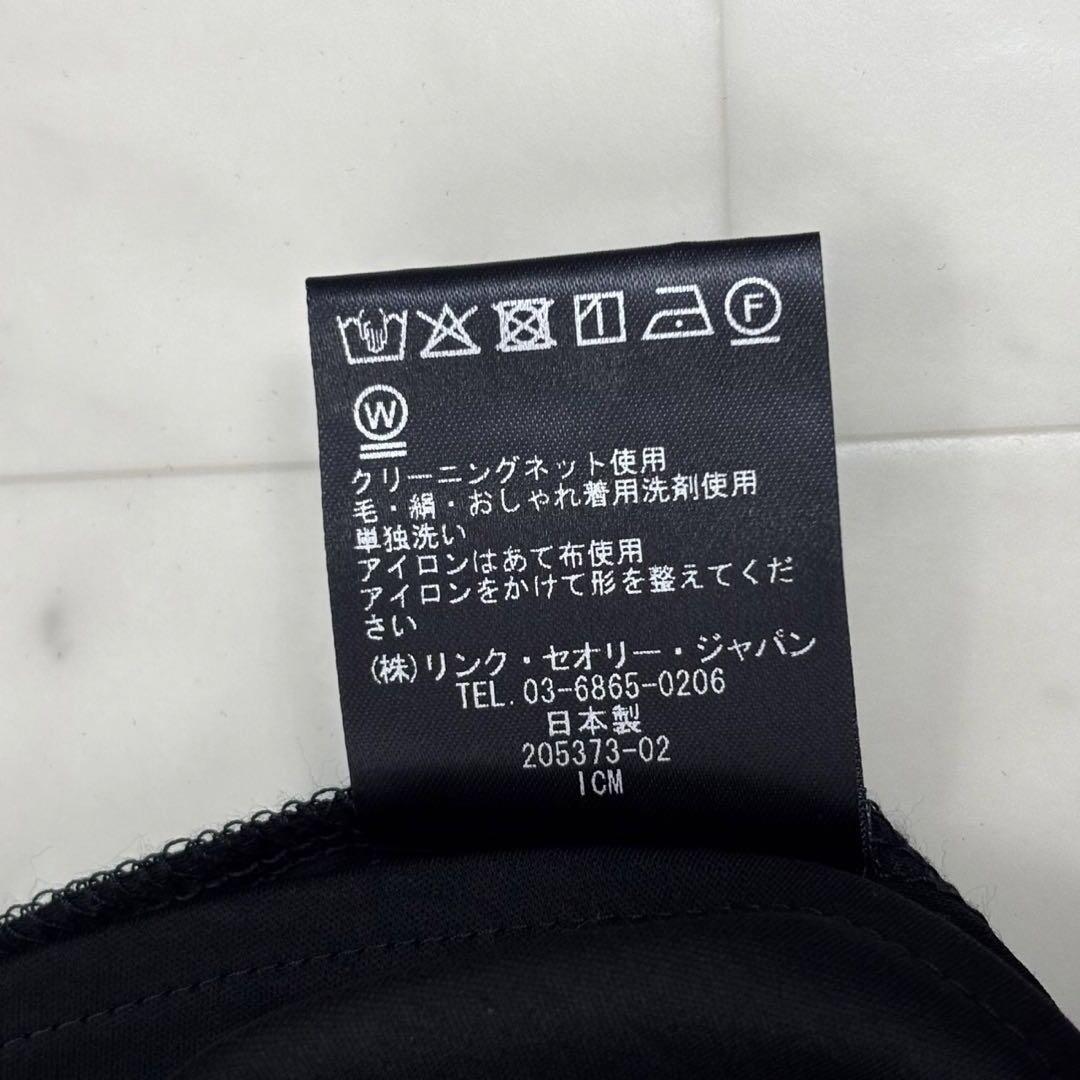 F
W
クリーニングネット使用
毛・絹・おしゃれ着用洗剤使用
単独洗い
アイロンはあて布使用
アイロンをかけて形を整えてくだ
さい
(株)リンク・セオリー・ジャパン
TEL. 03-6865-0206
日本製
205373-02
ICM